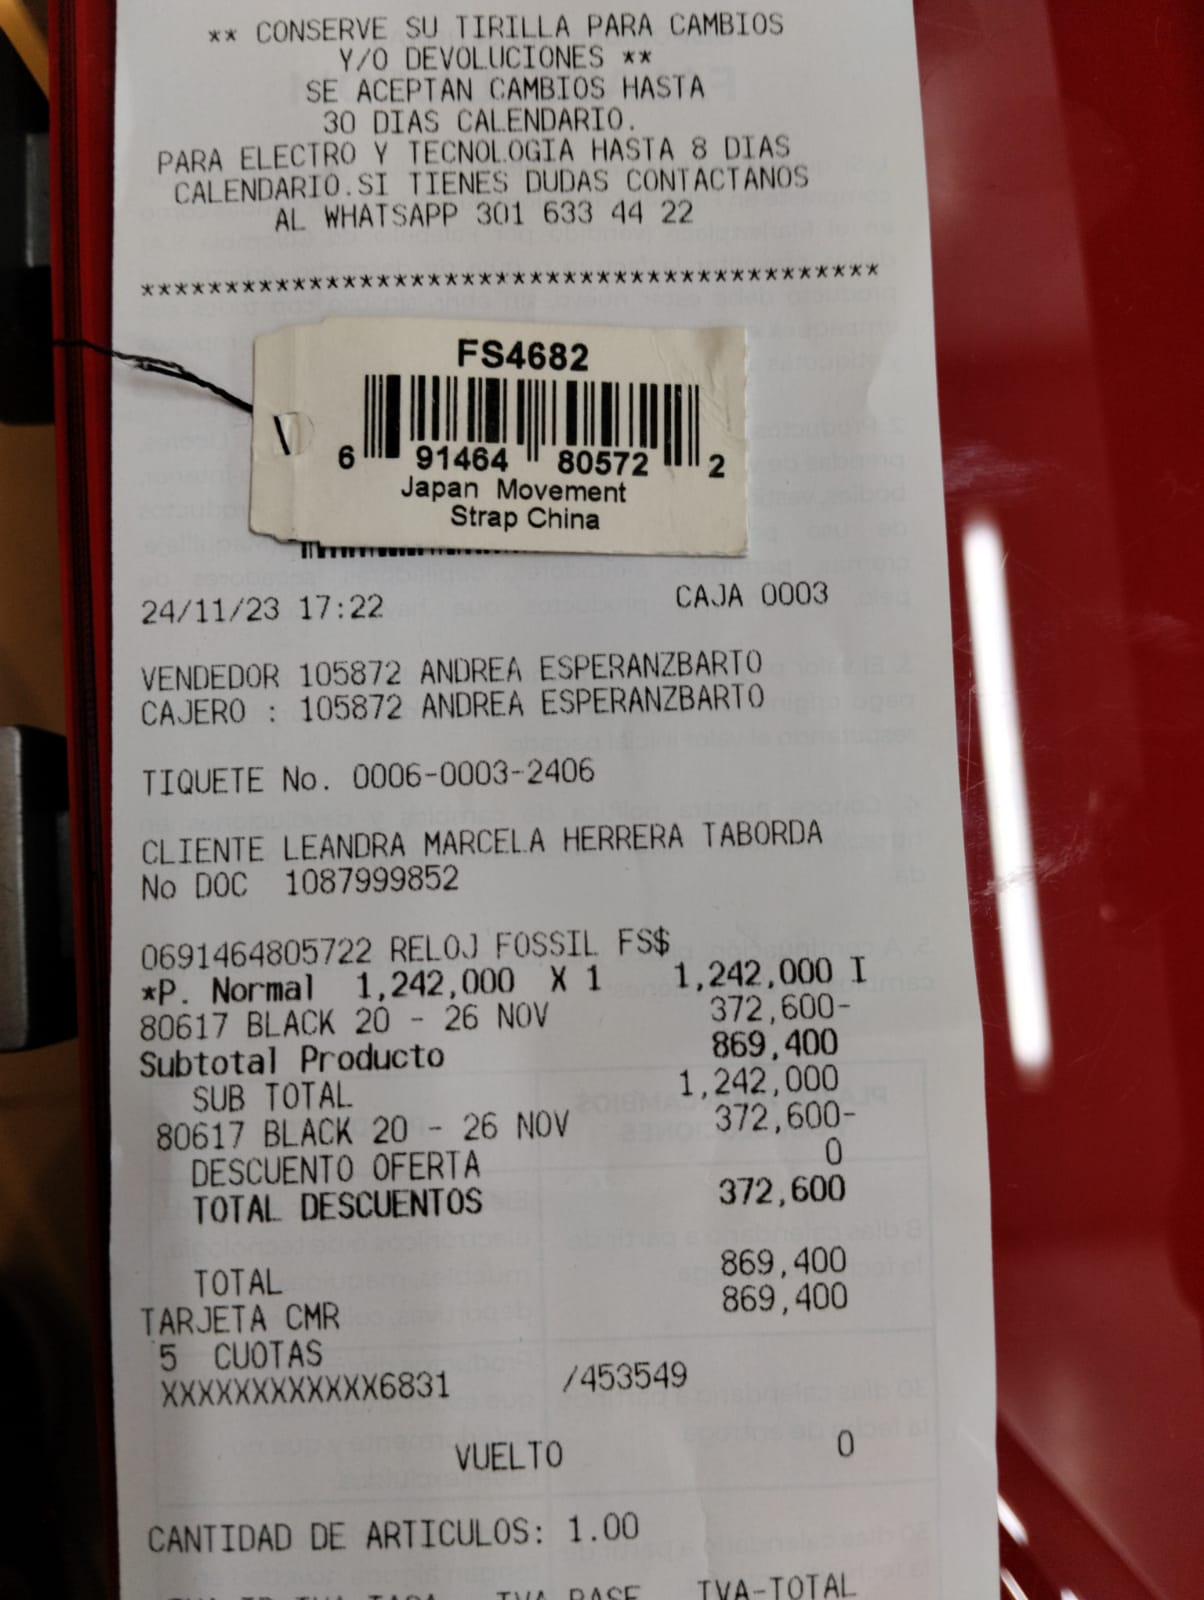 ** CONSERVE SU TIRILLA PARA CAMBIOS
Y/O DEVOLUCIONES **
SE ACEPTAN CAMBIOS HASTA
30 DIAS CALENDARIO.
PARA ELECTRO Y TECNOLOGIA HASTA 8 DIAS
CALENDARIO.SI TIENES DUDAS CONTACTANOS
AL WHATSAPP 301 633 44 22
********************************************
FS4682
6 91464 80572 2
Japan Movement
Strap China
24/11/23 17:22 CAJA 0003
VENDEDOR 105872 ANDREA ESPERANZBARTO
CAJERO : 105872 ANDREA ESPERANZBARTO
TIQUETE No. 0006-0003-2406
CLIENTE LEANDRA MARCELA HERRERA TABORDA
No DOC 1087999852
0691464805722 RELOJ FOSSIL FS$
*P. Normal 1,242,000 X 1 1,242,000 I
80617 BLACK 20 - 26 NOV 372,600-
Subtotal Producto 869,400
SUB TOTAL 1,242,000
80617 BLACK 20 - 26 NOV 372,600-
DESCUENTO OFERTA 0
TOTAL DESCUENTOS 372,600
TOTAL 869,400
TARJETA CMR 869,400
5 CUOTAS
XXXXXXXXXXXX6831 /453549
VUELTO 0
CANTIDAD DE ARTICULOS: 1.00
IVA BASE IVA-TOTAL